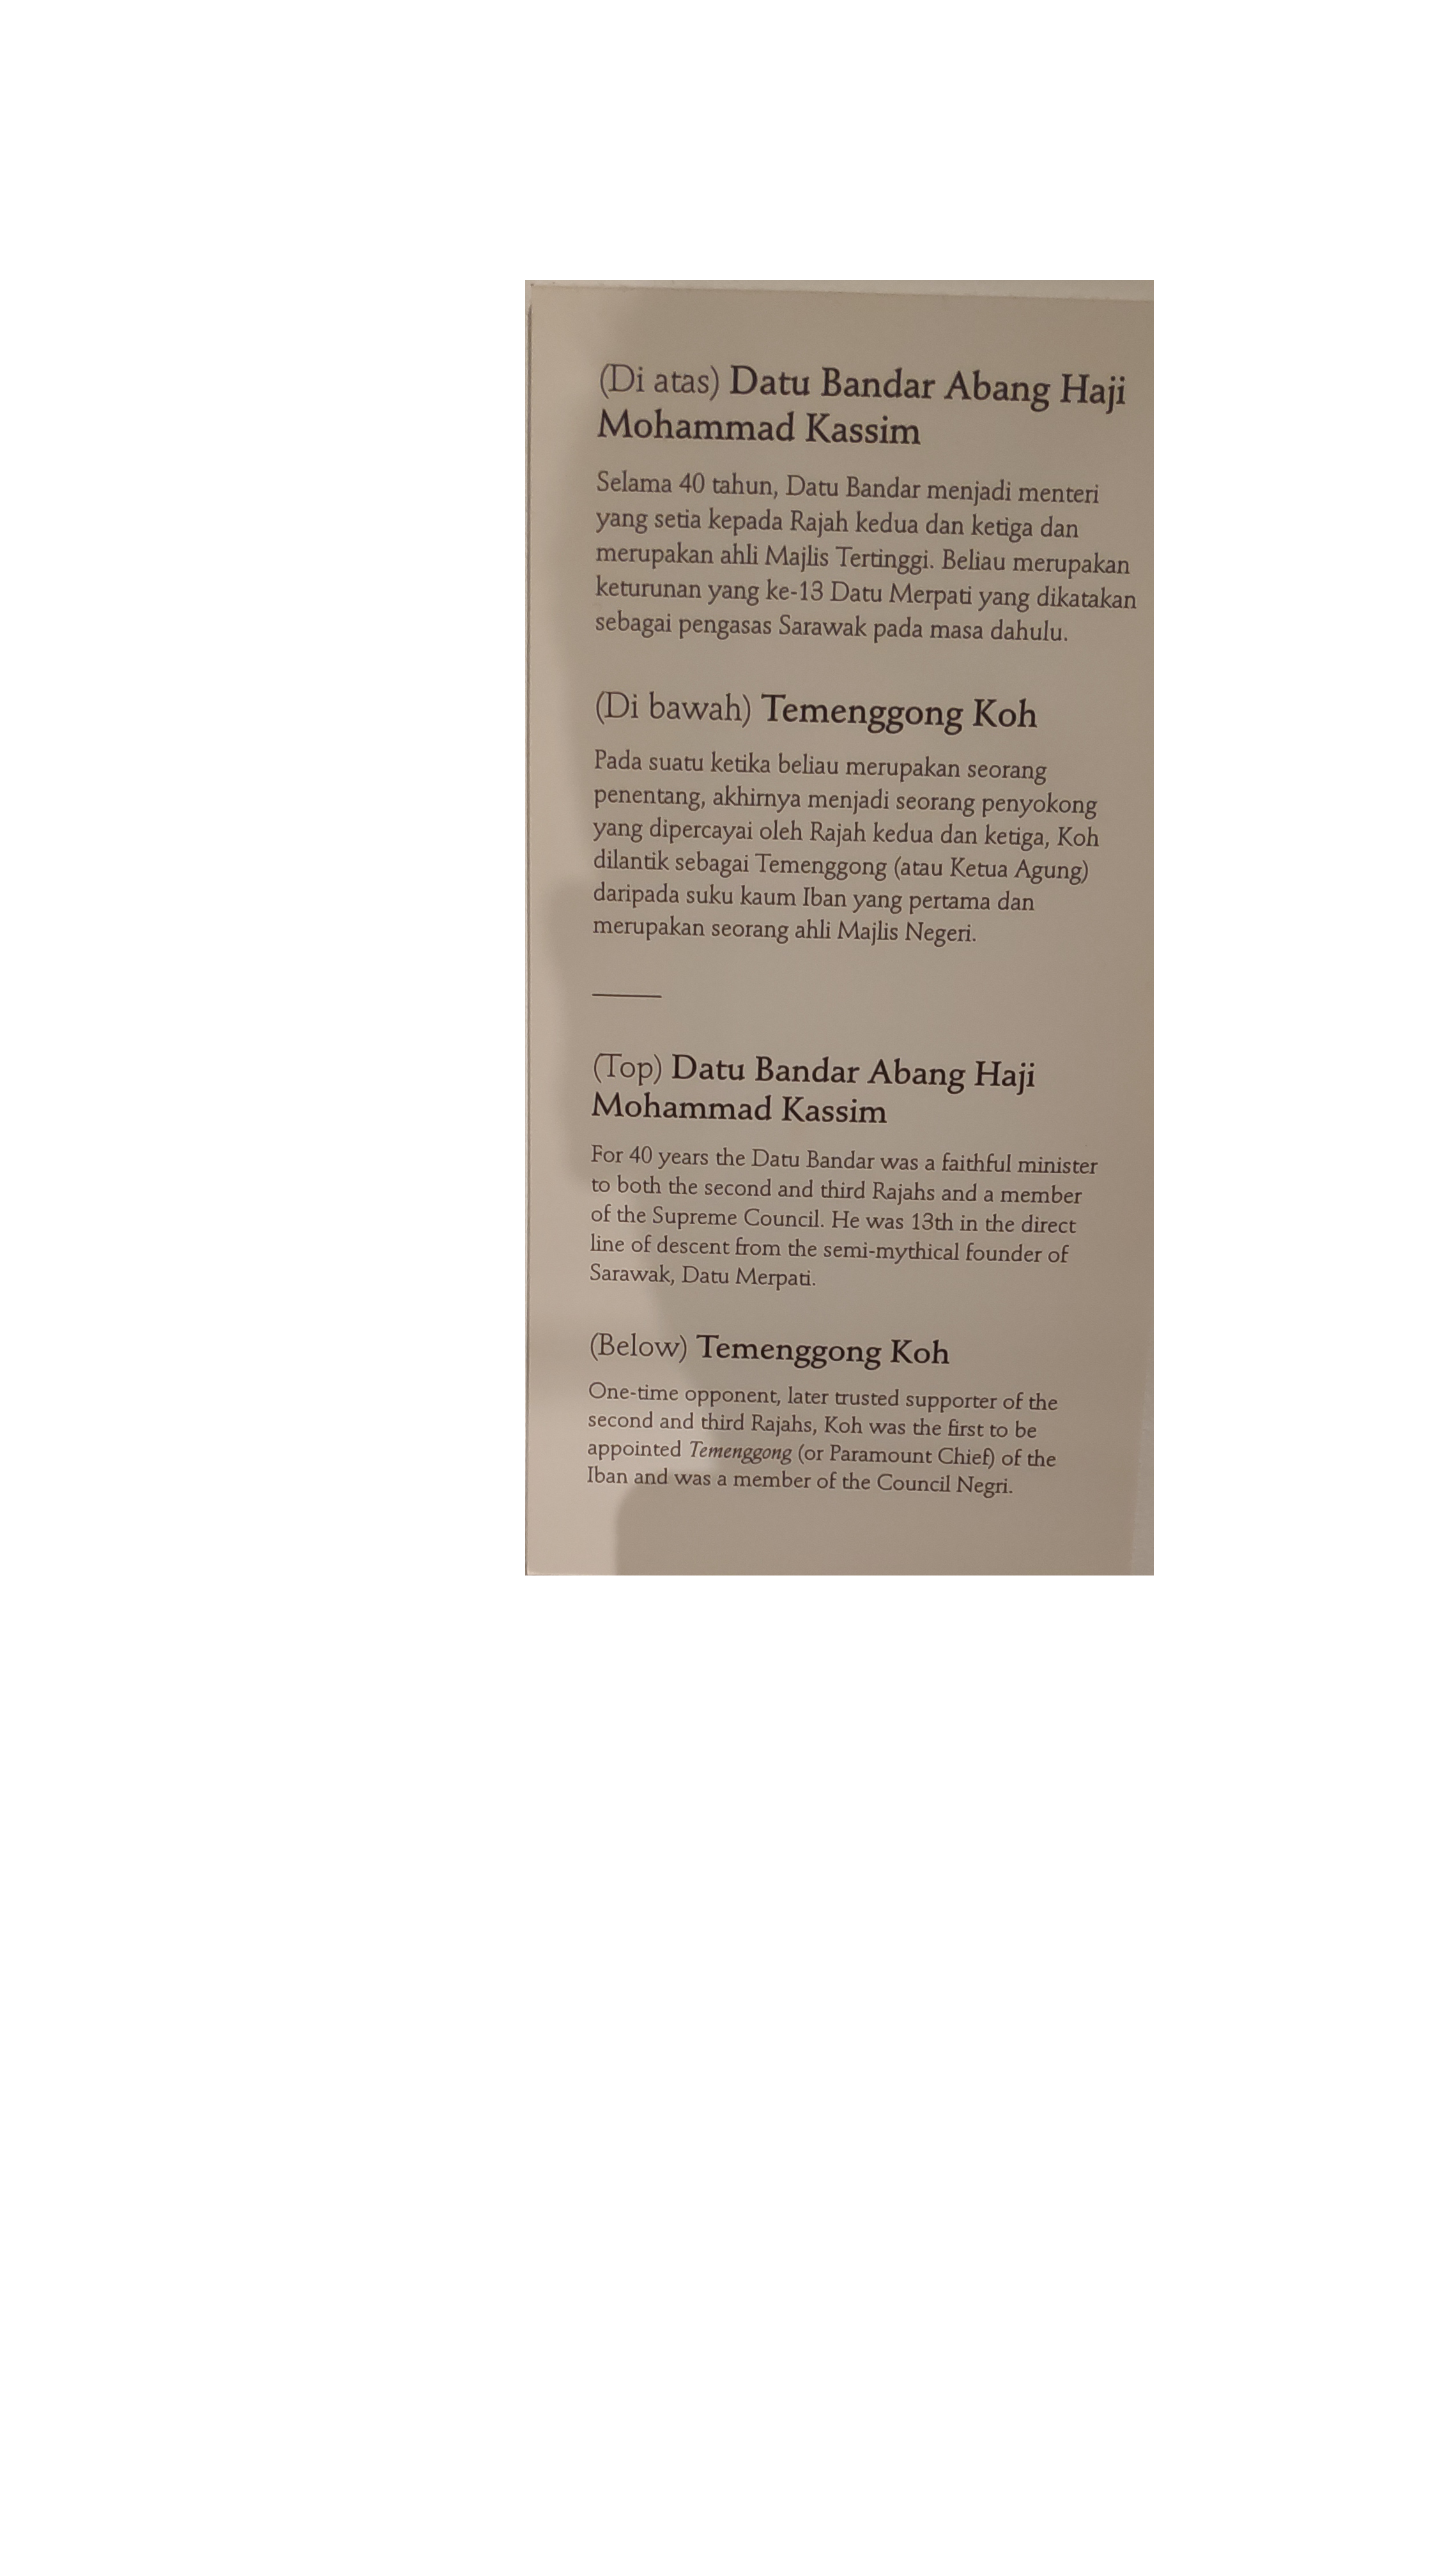 (Di atas) Datu Bandar Abang Haji
Mohammad Kassim
Selama 40 tahun, Datu Bandar menjadi menteri
yang setia kepada Rajah kedua dan ketiga dan
merupakan ahli Majlis Tertinggi. Beliau merupakan
keturunan yang ke-13 Datu Merpati yang dikatakan
sebagai pengasas Sarawak pada masa dahulu.
(Di bawah) Temenggong Koh
Pada suatu ketika beliau merupakan seorang
penentang, akhirnya menjadi seorang penyokong
yang dipercayai oleh Rajah kedua dan ketiga, Koh
dilantik sebagai Temenggong (atau Ketua Agung)
daripada suku kaum Iban yang pertama dan
merupakan seorang ahli Majlis Negeri.
(Top) Datu Bandar Abang Haji
Mohammad Kassim
For 40 years the Datu Bandar was a faithful minister
to both the second and third Rajahs and a member
of the Supreme Council. He was 13th in the direct
line of descent from the semi-mythical founder of
Sarawak, Datu Merpati.
(Below) Temenggong Koh
One-time opponent, later trusted supporter of the
second and third Rajahs, Koh was the first to be
appointed Temenggong (or Paramount Chief) of the
Iban and was a member of the Council Negri.